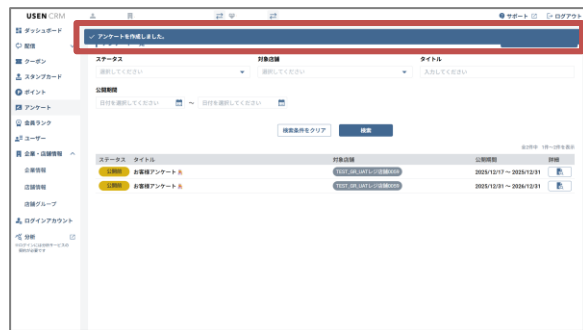 USEN CRM
サポート
ログアウト
ダッシュボード
配信
クーポン
スタンプカード
ポイント
アンケート
会員ランク
ユーザー
企業・店舗情報
企業情報
店舗情報
店舗グループ
ログインアカウント
分析
アンケートを作成しました。
ステータス 対象店舗 タイトル
選択してください 選択してください 入力してください
公開期間
日付を選択してください ～ 日付を選択してください
検索条件をクリア 検索
ステータス タイトル 対象店舗 公開期間 詳細
公開前 お客様アンケート 2025/12/17 ～ 2025/12/31
公開前 お客様アンケート 2025/12/31 ～ 2026/12/31